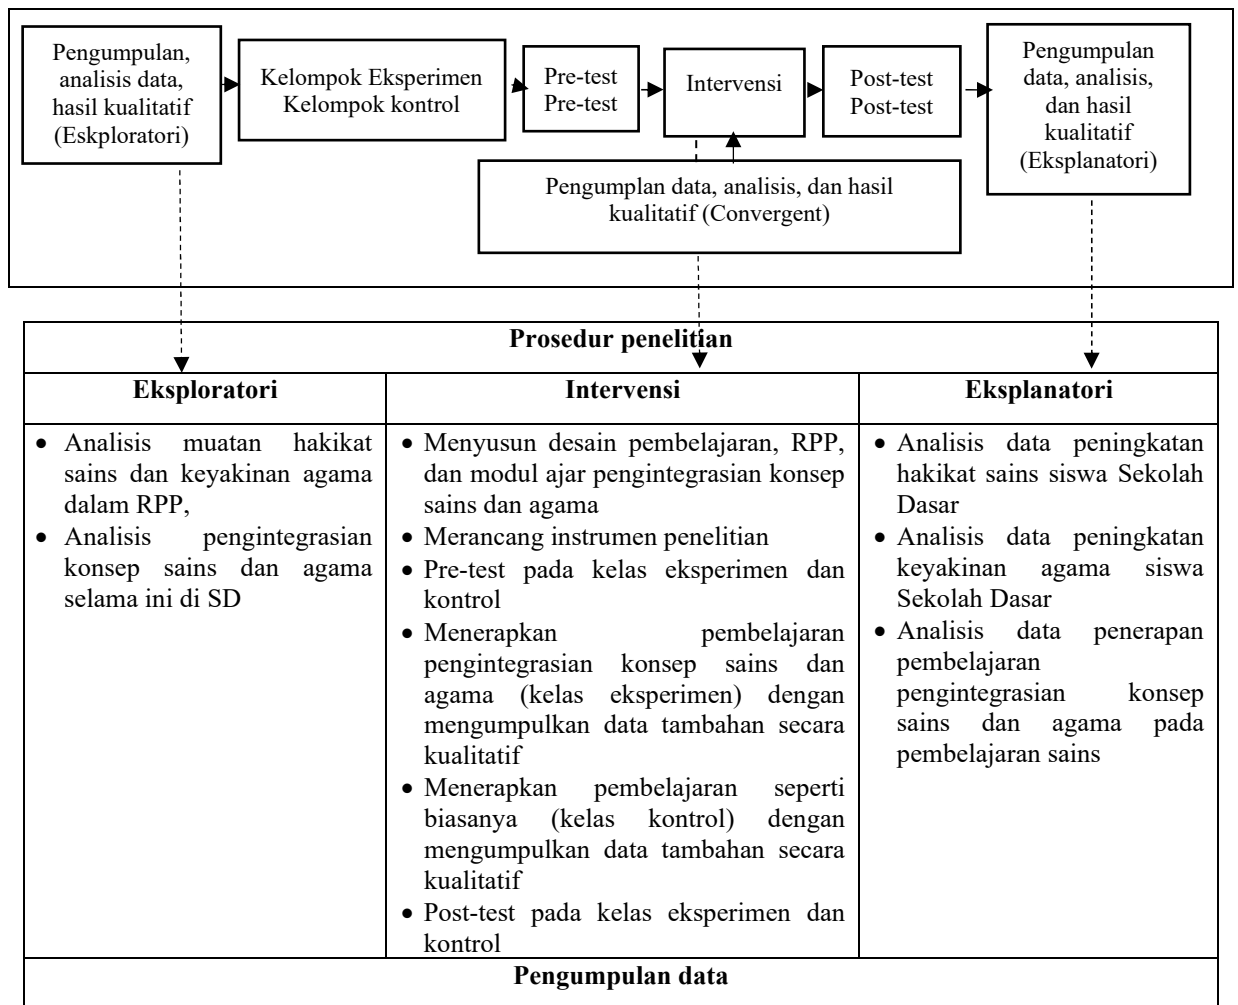 Pengumpulan,
analisis data,
hasil kualitatif
(Eskploratori)
Kelompok Eksperimen
Kelompok kontrol
Pre-test
Pre-test
Intervensi
Post-test
Post-test
Pengumpulan
data, analisis,
dan hasil
kualitatif
(Eksplanatori)
Pengumplan data, analisis, dan hasil
kualitatif (Convergent)
Prosedur penelitian
Eksploratori
Intervensi
Eksplanatori
• Analisis muatan hakikat
sains dan keyakinan agama
dalam RPP,
• Analisis pengintegrasian
konsep sains dan agama
selama ini di SD
• Menyusun desain pembelajaran, RPP,
dan modul ajar pengintegrasian konsep
sains dan agama
• Merancang instrumen penelitian
• Pre-test pada kelas eksperimen dan
kontrol
• Menerapkan pembelajaran
pengintegrasian konsep sains dan
agama (kelas eksperimen) dengan
mengumpulkan data tambahan secara
kualitatif
• Menerapkan pembelajaran seperti
biasanya (kelas kontrol) dengan
mengumpulkan data tambahan secara
kualitatif
• Post-test pada kelas eksperimen dan
kontrol
• Analisis data peningkatan
hakikat sains siswa Sekolah
Dasar
• Analisis data peningkatan
keyakinan agama siswa
Sekolah Dasar
• Analisis data penerapan
pembelajaran
pengintegrasian konsep
sains dan agama pada
pembelajaran sains
Pengumpulan data